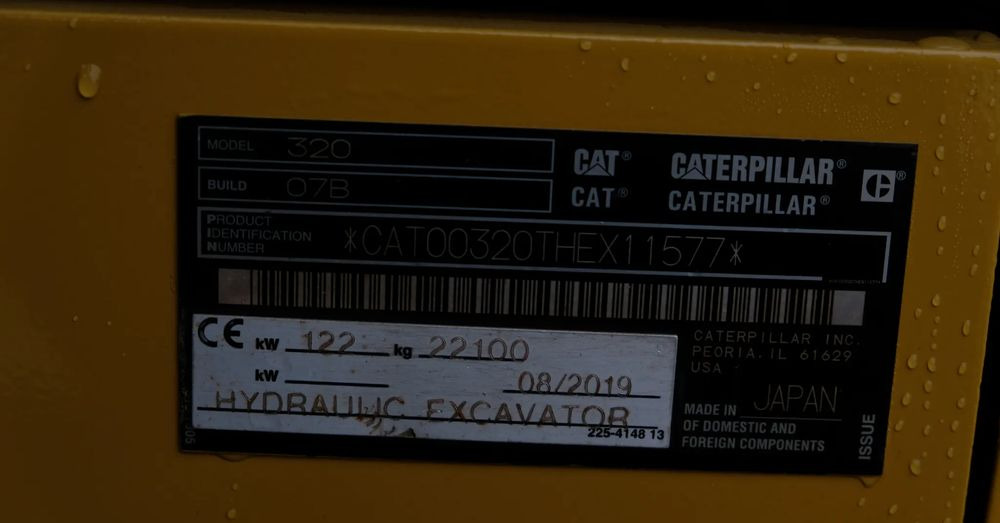 MODEL 320
BUILD 07B
CAT® CATERPILLAR® C®
CAT® CATERPILLAR®
PRODUCT
IDENTIFICATION
NUMBER
*CAT00320THEX11577*
CE kW 122 kg 22100
kW 08/2019
HYDRAULIC EXCAVATOR
225-4148 13
CATERPILLAR INC.
PEORIA, IL 61629
USA
MADE IN JAPAN
OF DOMESTIC AND
FOREIGN COMPONENTS
ISSUE